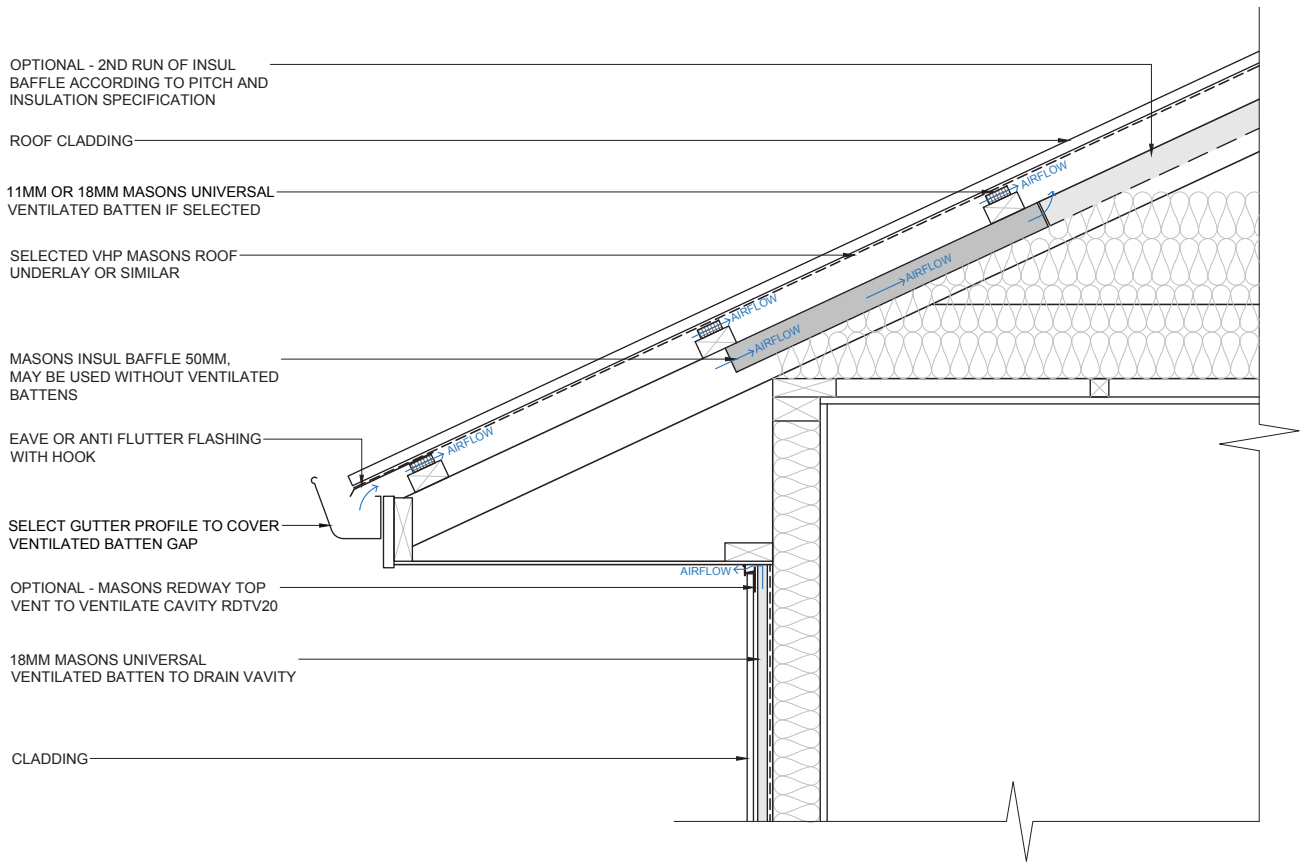 OPTIONAL - 2ND RUN OF INSUL
BAFFLE ACCORDING TO PITCH AND
INSULATION SPECIFICATION
ROOF CLADDING
11MM OR 18MM MASONS UNIVERSAL
VENTILATED BATTEN IF SELECTED
SELECTED VHP MASONS ROOF
UNDERLAY OR SIMILAR
MASONS INSUL BAFFLE 50MM,
MAY BE USED WITHOUT VENTILATED
BATTENS
EAVE OR ANTI FLUTTER FLASHING
WITH HOOK
SELECT GUTTER PROFILE TO COVER
VENTILATED BATTEN GAP
OPTIONAL - MASONS REDWAY TOP
VENT TO VENTILATE CAVITY RDTV20
18MM MASONS UNIVERSAL
VENTILATED BATTEN TO DRAIN VAVITY
CLADDING
AIRFLOW
AIRFLOW
AIRFLOW
AIRFLOW
AIRFLOW
AIRFLOW